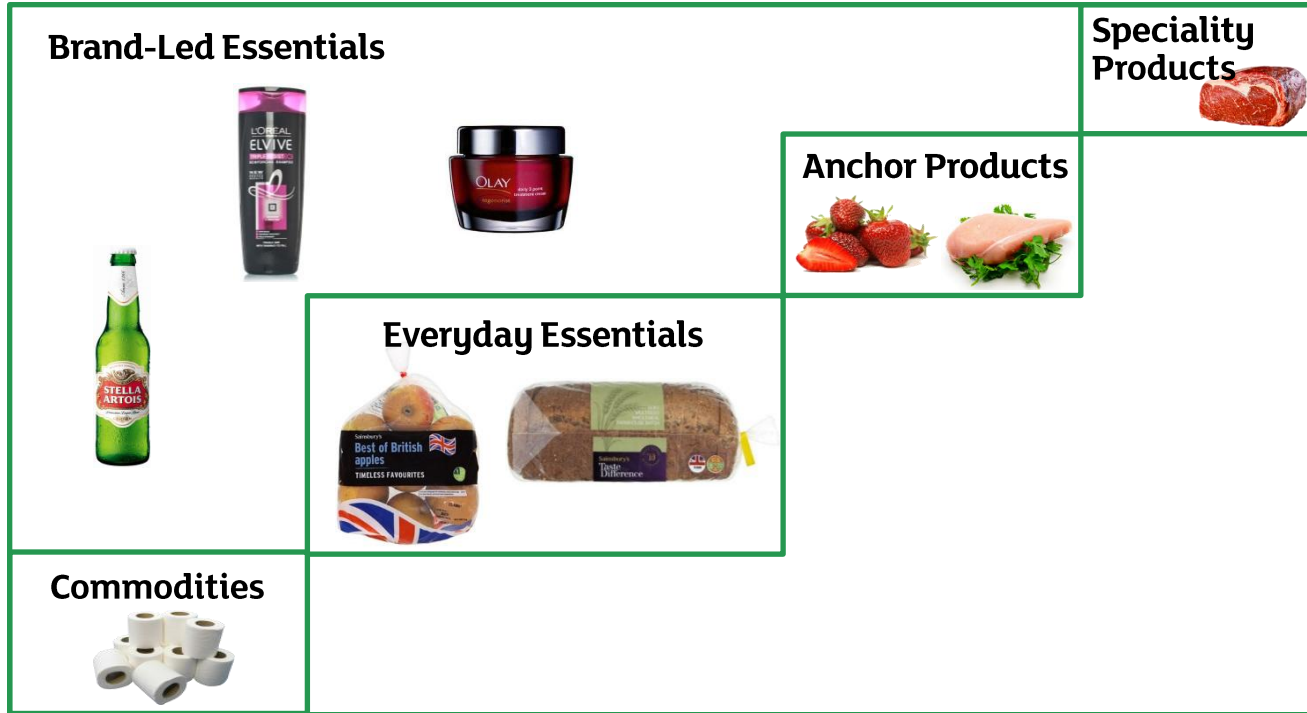 Brand-Led Essentials
Speciality
Products
L'ORÉAL
ELVIVE
OLAY
Anchor Products
STELLA
ARTOIS
Everyday Essentials
Sainsbury's
Best of British
apples
TIMELESS FAVOURITES
Sainsbury's
Taste
Difference
Commodities